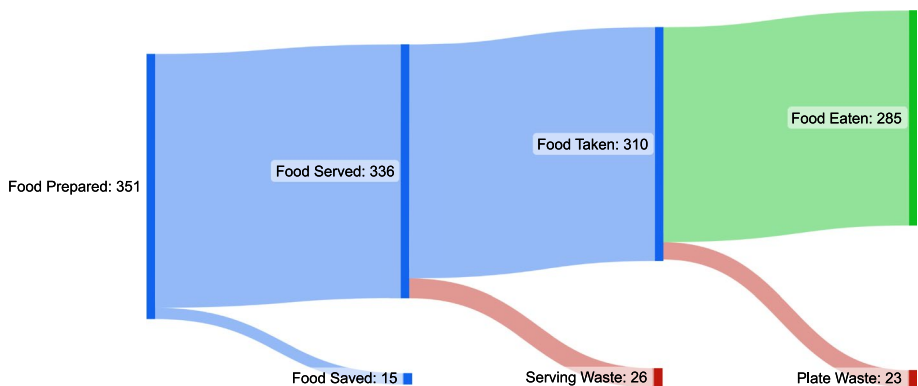 Food Prepared: 351
Food Served: 336
Food Taken: 310
Food Eaten: 285
Food Saved: 15
Serving Waste: 26
Plate Waste: 23